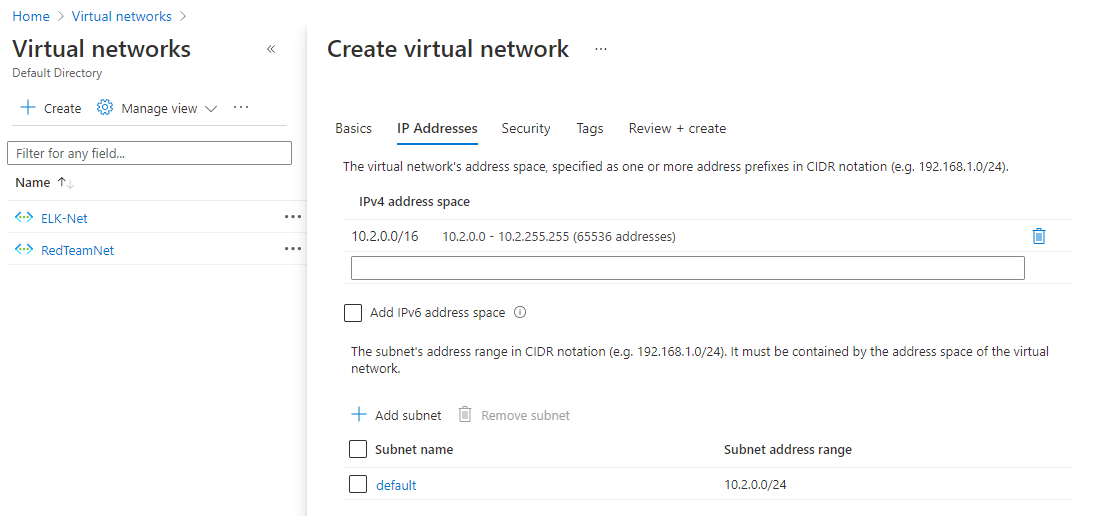 Home > Virtual networks >
Virtual networks
«
Default Directory
Create Manage view ···
Filter for any field...
Name ↑↓
ELK-Net ···
RedTeamNet ···
Create virtual network ···
Basics IP Addresses Security Tags Review + create
The virtual network's address space, specified as one or more address prefixes in CIDR notation (e.g. 192.168.1.0/24).
IPv4 address space
10.2.0.0/16 10.2.0.0 - 10.2.255.255 (65536 addresses)
Add IPv6 address space
The subnet's address range in CIDR notation (e.g. 192.168.1.0/24). It must be contained by the address space of the virtual
network.
Add subnet Remove subnet
Subnet name Subnet address range
default 10.2.0.0/24